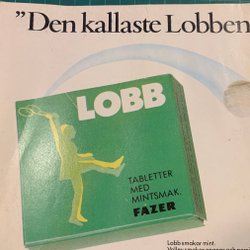 ”Den kallaste Lobben
LOBB
TABLETTER
MED
MINTSMAK.
FAZER
Lobb smakar mint.